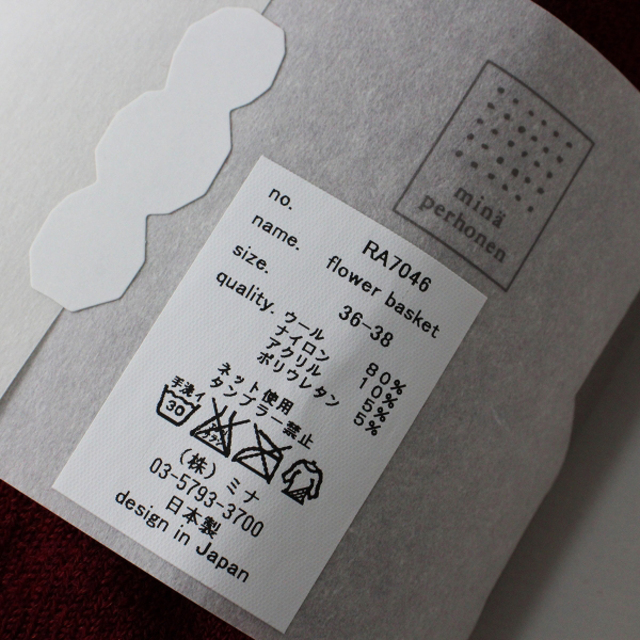 mina
perhonen
no. RA7046
name. flower basket
size. 36–38
quality. ウール 80%
ナイロン 10%
アクリル 5%
ポリウレタン 5%
ネット使用
タンブラー禁止
手洗イ
30
(株) ミナ
03-5793-3700
日本製
design in Japan